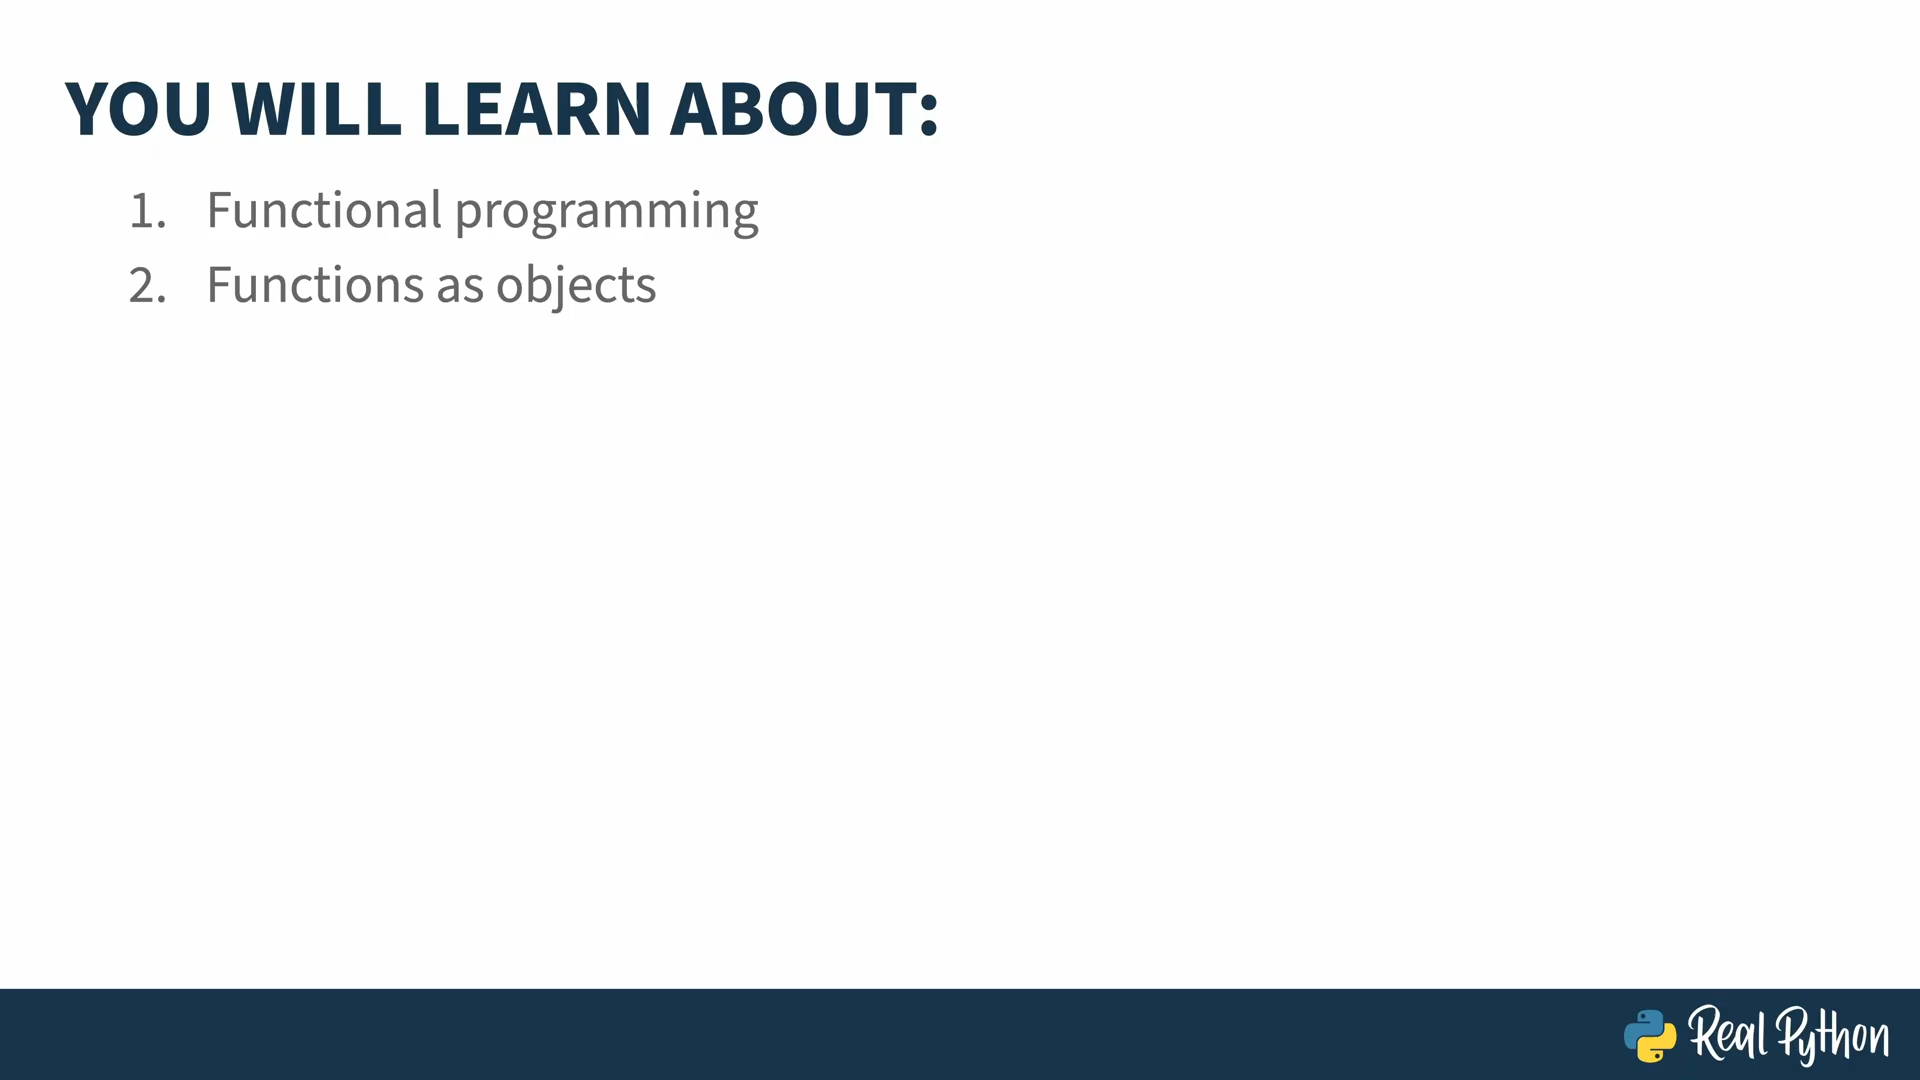 YOU WILL LEARN ABOUT:
1. Functional programming
2. Functions as objects
Real Python